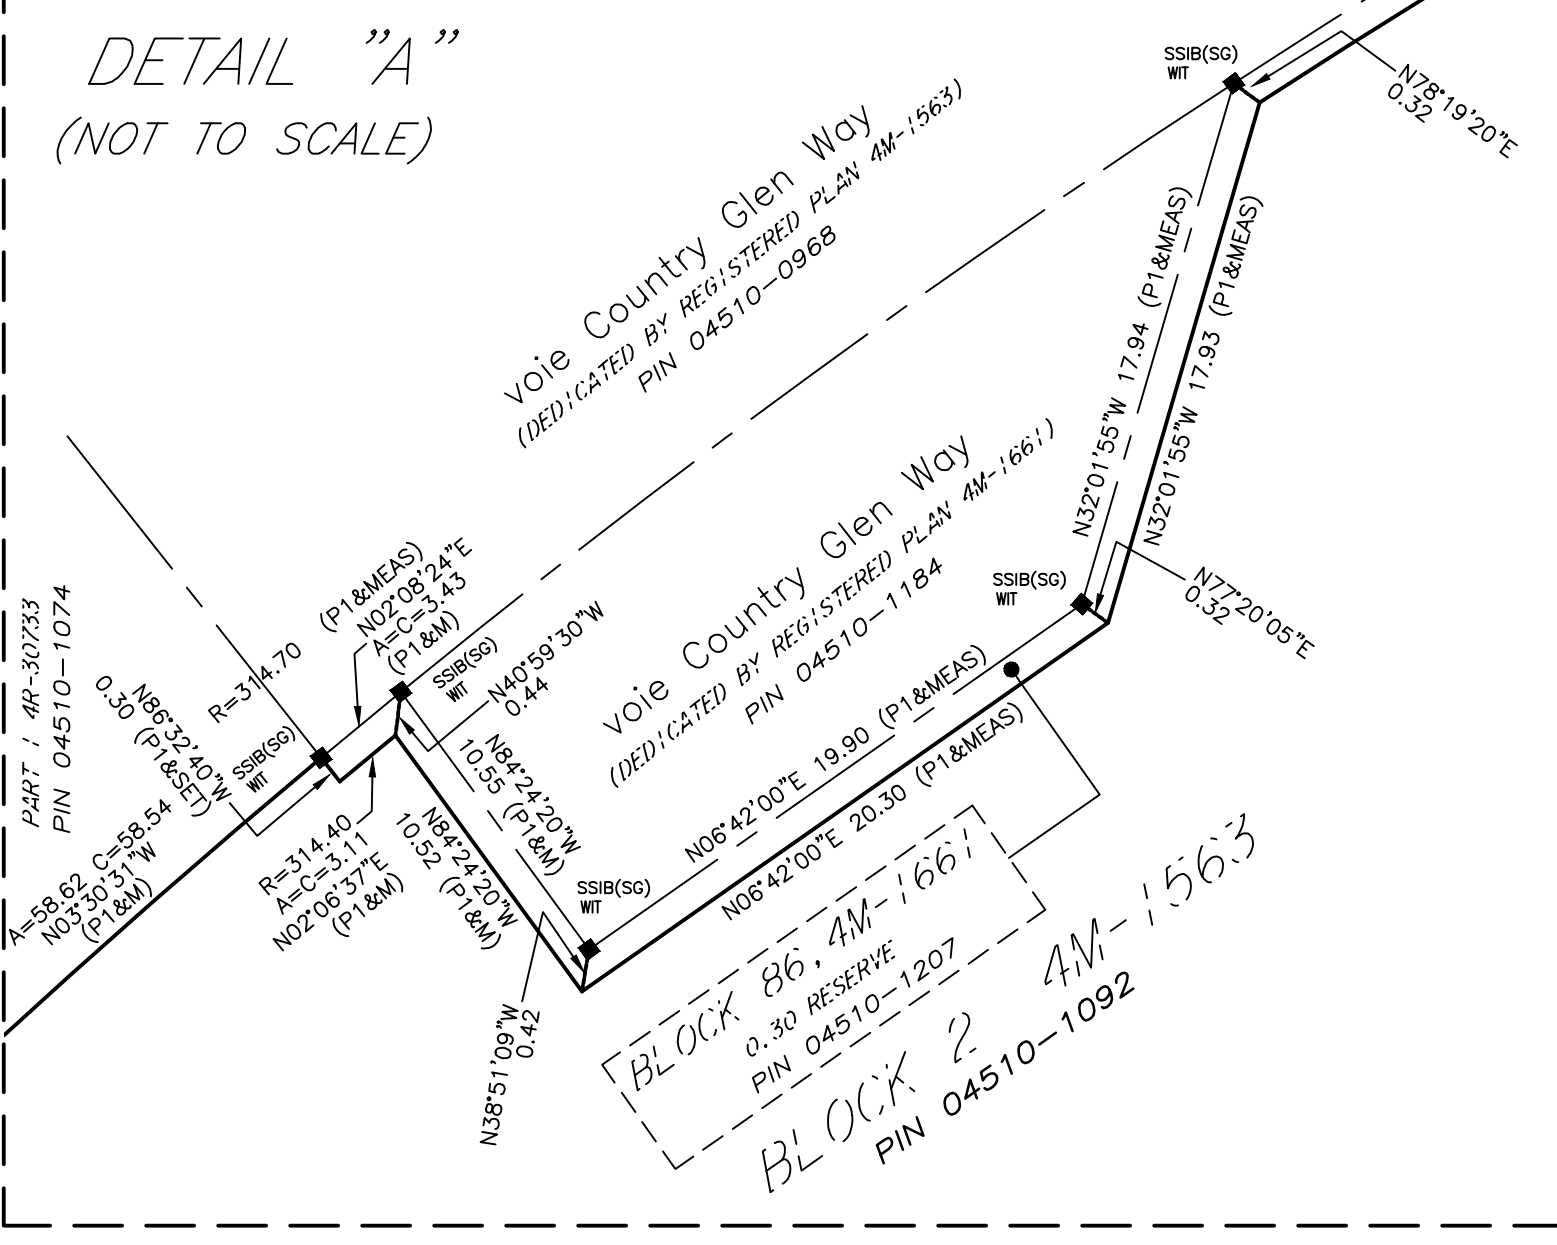 DETAIL "A"
(NOT TO SCALE)
SSIB(SG)
WIT
N78°19'20"E
0.32
voie Country Glen Way
(DEDICATED BY REGISTERED PLAN 4M-1563)
PIN 04510-0968
N32°01'55"W 17.94 (P1&MEAS)
N32°01'55"W 17.93 (P1&MEAS)
voie Country Glen Way
(DEDICATED BY REGISTERED PLAN 4M-1661)
PIN 04510-1184
SSIB(SG)
WIT
N77°20'05"E
0.32
PART 1 4R-30733
PIN 04510-1074
R=314.70
(P1&MEAS)
N02°08'24"E
A=C=3.43
(P1&M)
SSIB(SG)
WIT
N40°59'30"W
0.44
N86°32'40"W
0.30 (P1&SET)
SSIB(SG)
WIT
A=58.62 C=58.54
N03°30'31"W
(P1&M)
R=314.40
A=C=3.11
N02°06'37"E
(P1&M)
N84°24'20"W
10.55 (P1&M)
N84°24'20"W
10.52 (P1&M)
SSIB(SG)
WIT
N06°42'00"E 19.90 (P1&MEAS)
N06°42'00"E 20.30 (P1&MEAS)
N38°51'09"W
0.42
BLOCK 86, 4M-1661
0.30 RESERVE
PIN 04510-1207
BLOCK 2 4M-1563
PIN 04510-1092